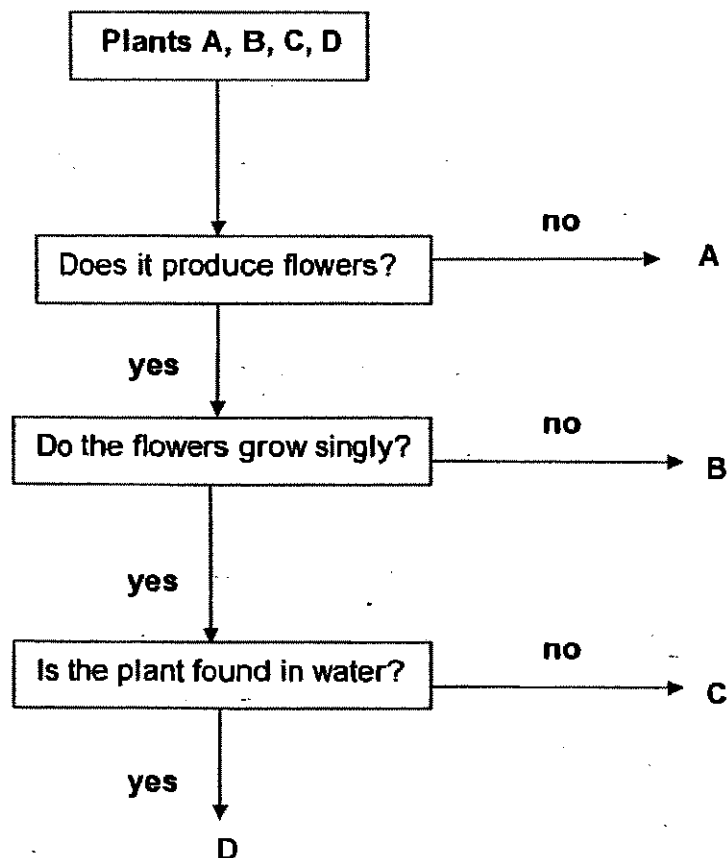 Plants A, B, C, D
Does it produce flowers?
no
A
yes
Do the flowers grow singly?
no
B
yes
Is the plant found in water?
no
C
yes
D